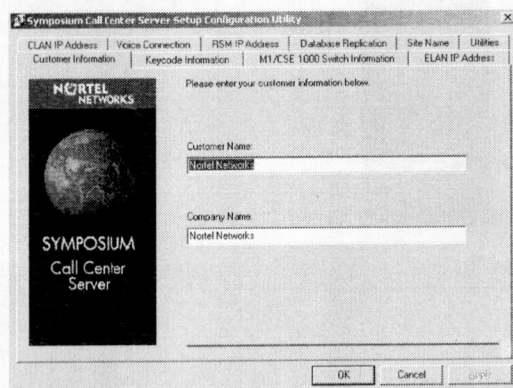 Symposium Call Center Server Setup Configuration Utility
CLAN IP Address Voice Connection RSM IP Address Database Replication Site Name Utilities
Customer Information Keycode Information M1/CSE 1000 Switch Information ELAN IP Address
NORTEL
NETWORKS
Please enter your customer information below.
Customer Name:
Nortel Networks
Company Name:
Nortel Networks
SYMPOSIUM
Call Center
Server
OK Cancel Apply